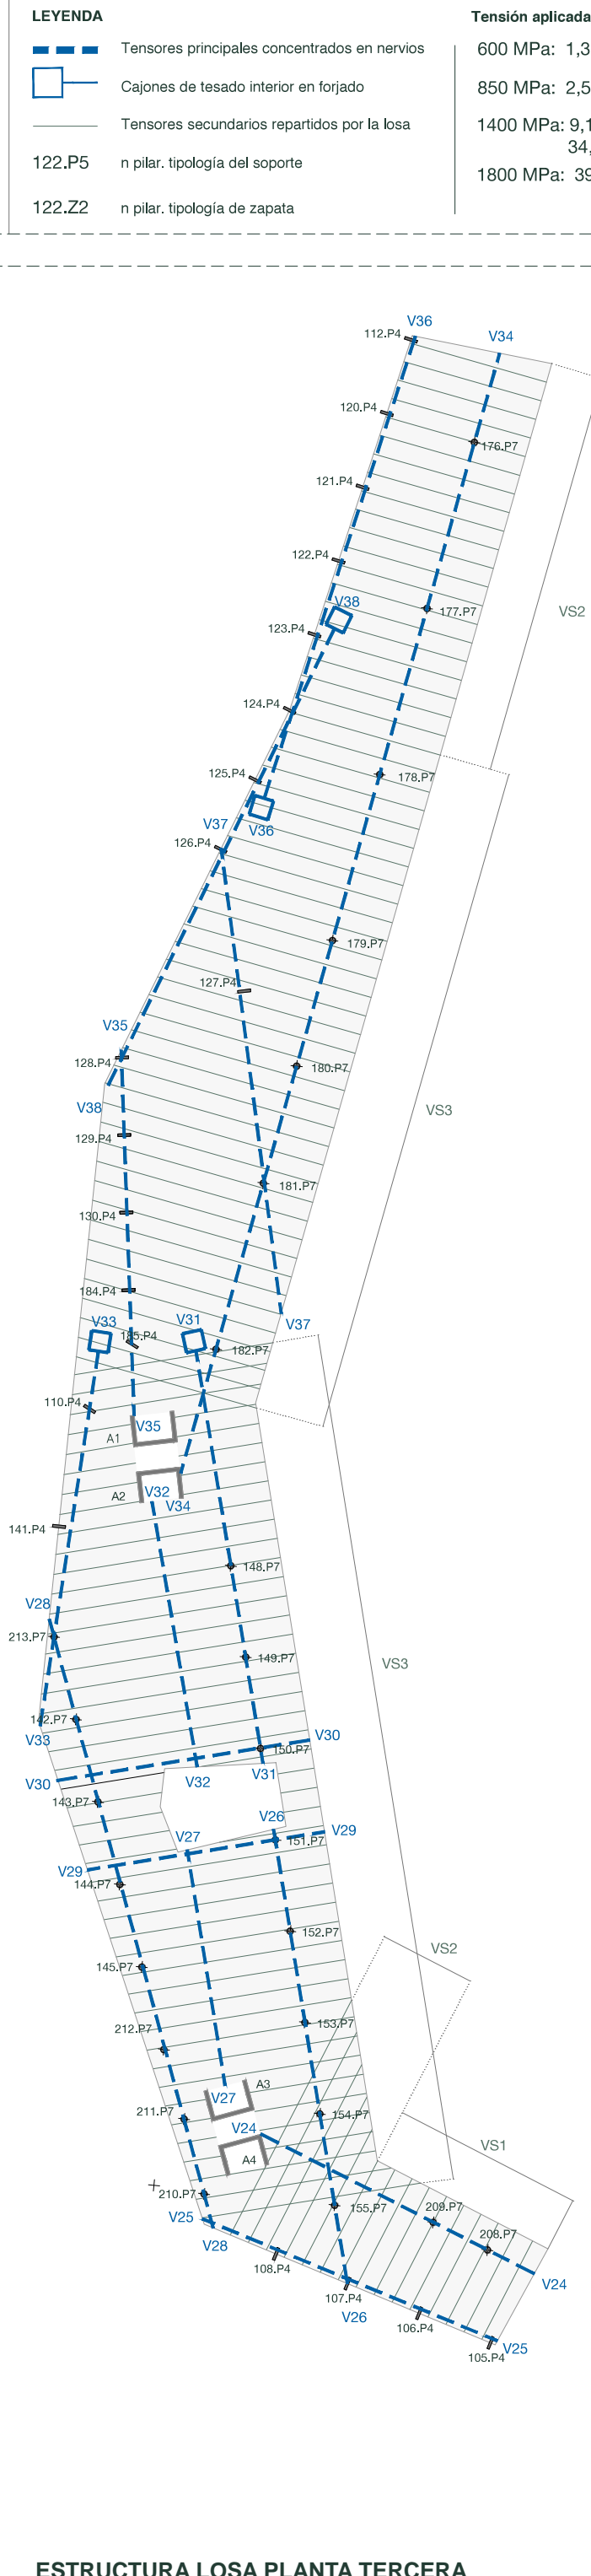 LEYENDA
Tensores principales concentrados en nervios
Cajones de tesado interior en forjado
Tensores secundarios repartidos por la losa
122.P5 n pilar. tipología del soporte
122.Z2 n pilar. tipología de zapata
Tensión aplicada
600 MPa: 1,3
850 MPa: 2,5
1400 MPa: 9,1
34,
1800 MPa: 39
V36
112.P4
V34
120.P4
176.P7
121.P4
122.P4
V38
177.P7
VS2
123.P4
124.P4
125.P4
178.P7
V37
V36
126.P4
179.P7
127.P4
V35
128.P4
180.P7
V38
VS3
129.P4
181.P7
130.P4
184.P4
V33
V31
V37
185.P4
182.P7
110.P4
V35
A1
V32
A2
V34
141.P4
148.P7
V28
213.P7
149.P7
VS3
142.P7
V33
V30
150.P7
V31
V30
V32
143.P7
V26
V29
V27
151.P7
V29
144.P7
152.P7
VS2
145.P7
153.P7
212.P7
A3
V27
211.P7
154.P7
V24
VS1
A4
210.P7
155.P7
209.P7
V25
208.P7
V28
108.P4
V24
107.P4
V26
106.P4
V25
105.P4
ESTRUCTURA LOSA PLANTA TERCERA